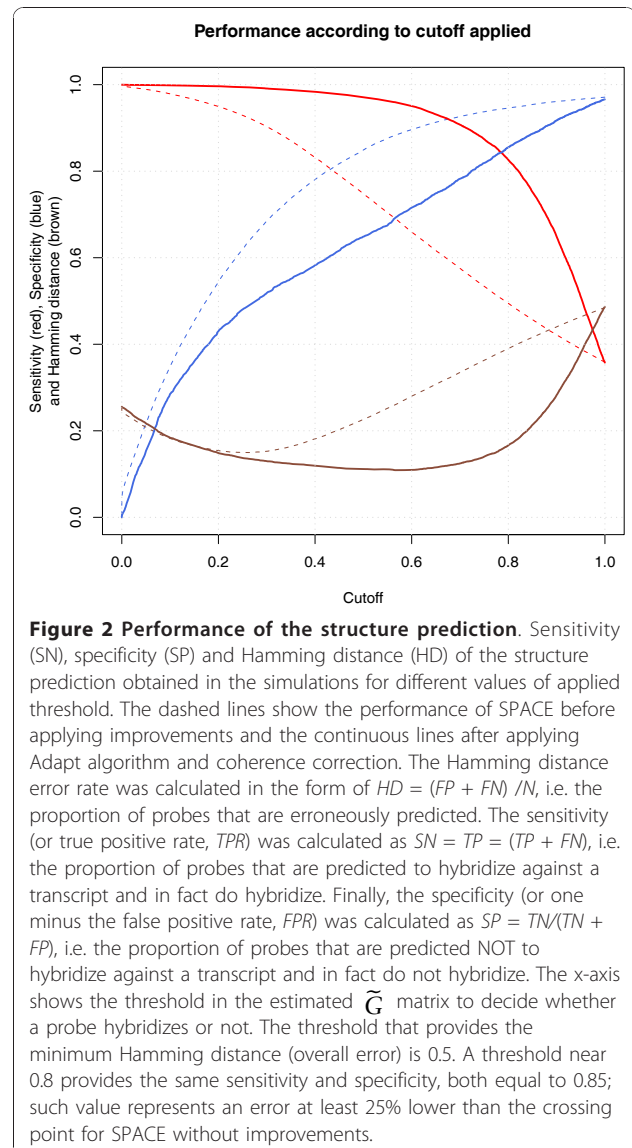 Performance according to cutoff applied
1.0
0.8
0.6
0.4
0.2
0.0
Sensitivity (red), Specificity (blue)
and Hamming distance (brown)
0.0 0.2 0.4 0.6 0.8 1.0
Cutoff
Figure 2 Performance of the structure prediction. Sensitivity
(SN), specificity (SP) and Hamming distance (HD) of the structure
prediction obtained in the simulations for different values of applied
threshold. The dashed lines show the performance of SPACE before
applying improvements and the continuous lines after applying
Adapt algorithm and coherence correction. The Hamming distance
error rate was calculated in the form of HD = (FP + FN) /N, i.e. the
proportion of probes that are erroneously predicted. The sensitivity
(or true positive rate, TPR) was calculated as SN = TP = (TP + FN), i.e.
the proportion of probes that are predicted to hybridize against a
transcript and in fact do hybridize. Finally, the specificity (or one
minus the false positive rate, FPR) was calculated as SP = TN/(TN +
FP), i.e. the proportion of probes that are predicted NOT to
hybridize against a transcript and in fact do not hybridize. The x-axis
shows the threshold in the estimated G̃ matrix to decide whether
a probe hybridizes or not. The threshold that provides the
minimum Hamming distance (overall error) is 0.5. A threshold near
0.8 provides the same sensitivity and specificity, both equal to 0.85;
such value represents an error at least 25% lower than the crossing
point for SPACE without improvements.